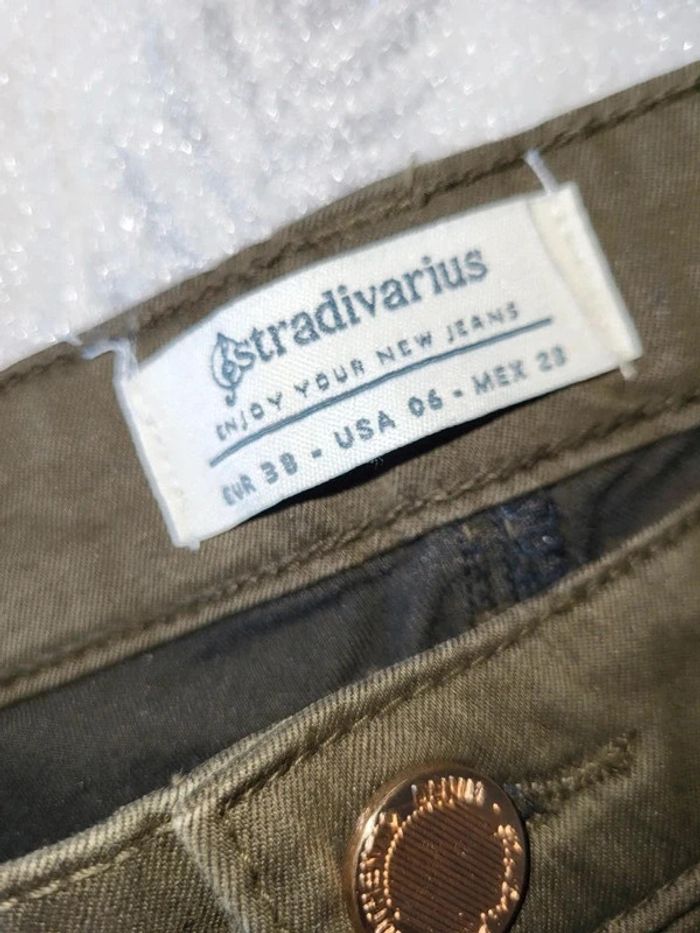 stradivarius
ENJOY YOUR NEW JEANS
EUR 38 - USA 06 - MEX 28